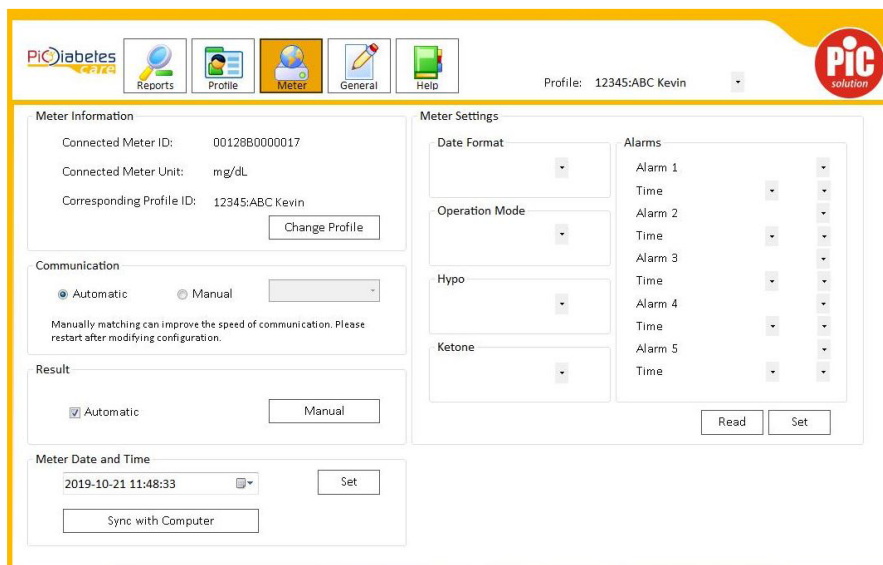 PiC Diabetes
care
Reports
Profile
Meter
General
Help
Profile: 12345:ABC Kevin
PiC
solution
Meter Information
Connected Meter ID: 00128B0000017
Connected Meter Unit: mg/dL
Corresponding Profile ID: 12345:ABC Kevin
Change Profile
Communication
Automatic Manual
Manually matching can improve the speed of communication. Please
restart after modifying configuration.
Result
Automatic Manual
Meter Date and Time
2019-10-21 11:48:33 Set
Sync with Computer
Meter Settings
Date Format
Operation Mode
Hypo
Ketone
Alarms
Alarm 1
Time
Alarm 2
Time
Alarm 3
Time
Alarm 4
Time
Alarm 5
Time
Read Set